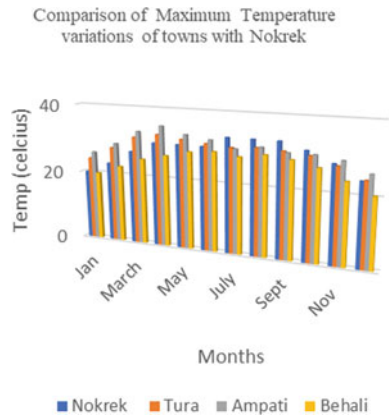 Comparison of Maximum Temperature
variations of towns with Nokrek
40
20
0
Temp (celcius)
Jan
March
May
July
Sept
Nov
Months
Nokrek Tura Ampati Behali